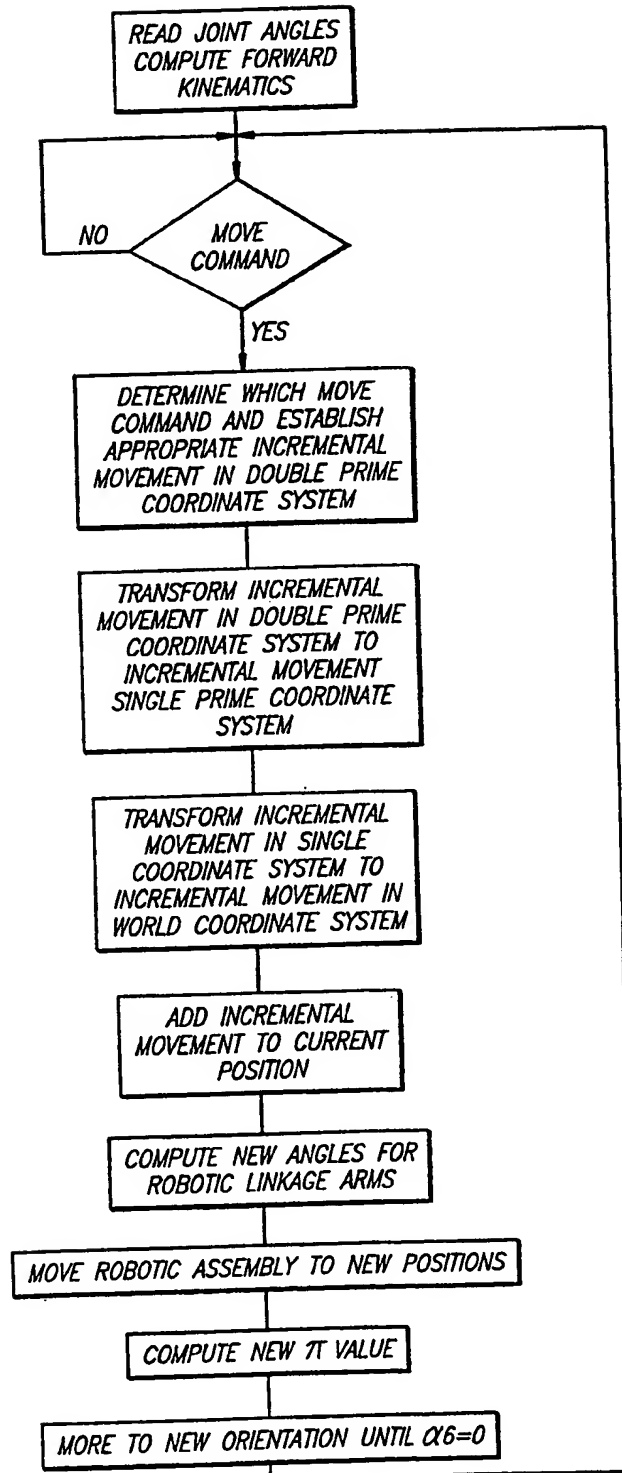 READ JOINT ANGLES
COMPUTE FORWARD
KINEMATICS
NO
MOVE
COMMAND
YES
DETERMINE WHICH MOVE
COMMAND AND ESTABLISH
APPROPRIATE INCREMENTAL
MOVEMENT IN DOUBLE PRIME
COORDINATE SYSTEM
TRANSFORM INCREMENTAL
MOVEMENT IN DOUBLE PRIME
COORDINATE SYSTEM TO
INCREMENTAL MOVEMENT
SINGLE PRIME COORDINATE
SYSTEM
TRANSFORM INCREMENTAL
MOVEMENT IN SINGLE
COORDINATE SYSTEM TO
INCREMENTAL MOVEMENT IN
WORLD COORDINATE SYSTEM
ADD INCREMENTAL
MOVEMENT TO CURRENT
POSITION
COMPUTE NEW ANGLES FOR
ROBOTIC LINKAGE ARMS
MOVE ROBOTIC ASSEMBLY TO NEW POSITIONS
COMPUTE NEW π VALUE
MORE TO NEW ORIENTATION UNTIL α6=0